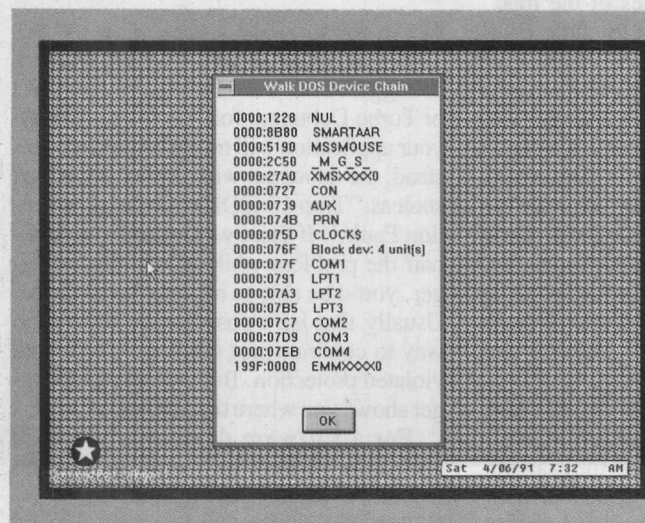 Walk DOS Device Chain
0000:1228 NUL
0000:8B80 SMARTAAR
0000:5190 MS$MOUSE
0000:2C50 _M_G_S_
0000:27A0 XMSXXXX0
0000:0727 CON
0000:0739 AUX
0000:074B PRN
0000:075D CLOCK$
0000:076F Block dev: 4 unit(s)
0000:077F COM1
0000:0791 LPT1
0000:07A3 LPT2
0000:07B5 LPT3
0000:07C7 COM2
0000:07D9 COM3
0000:07EB COM4
199F:0000 EMMXXXX0
OK
Sat 4/06/91 7:32 AM